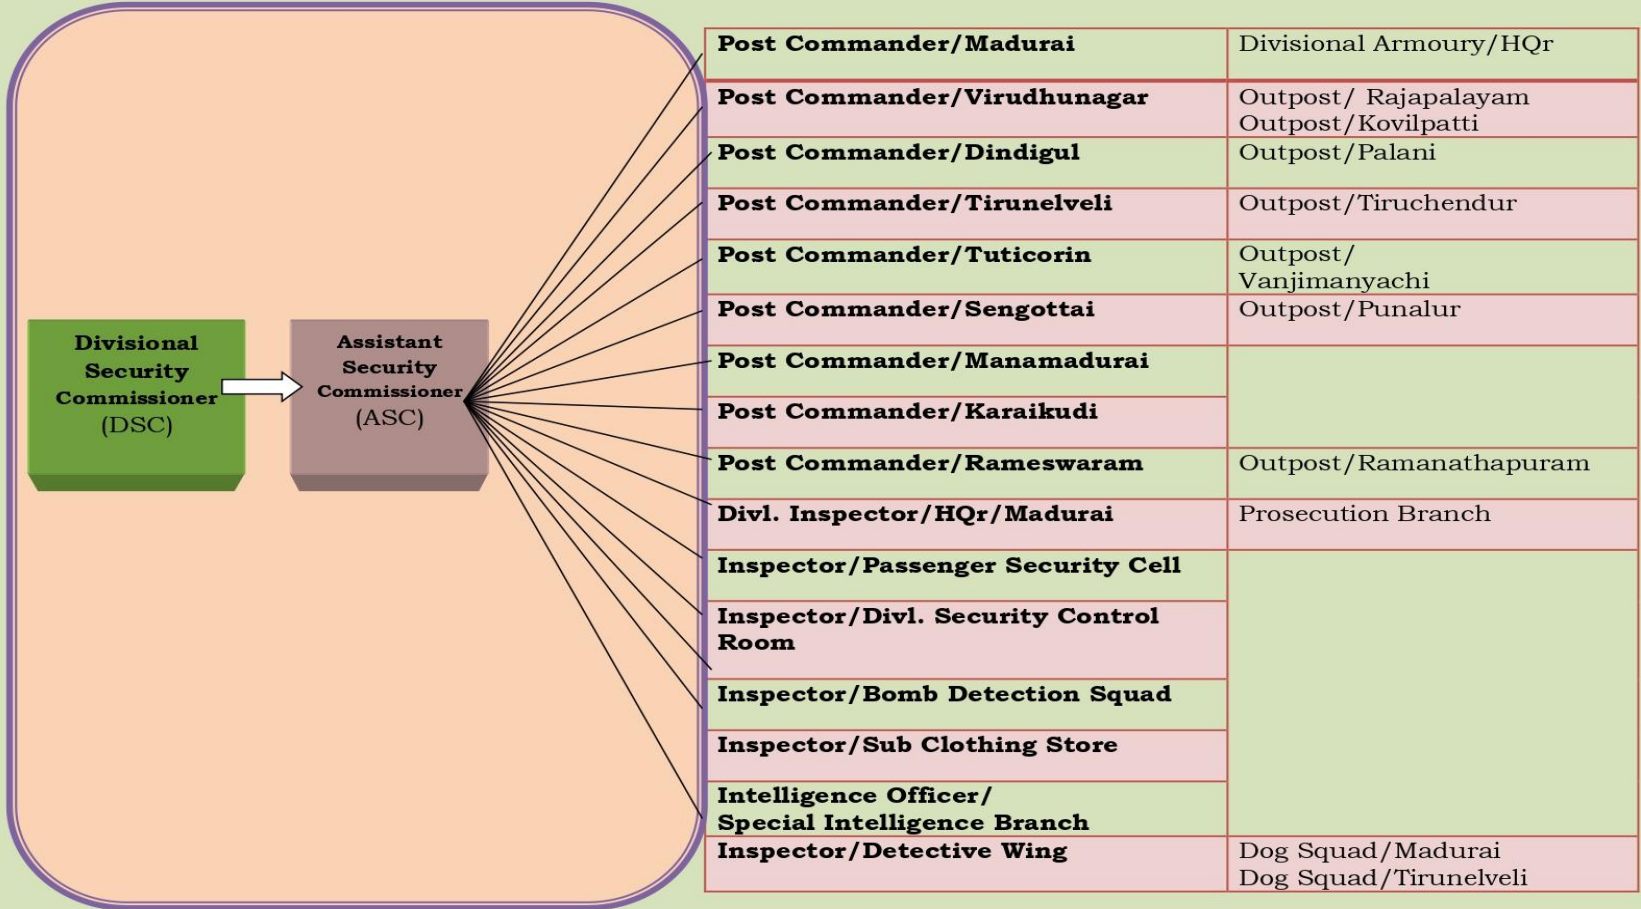 Divisional
Security
Commissioner
(DSC)
Assistant
Security
Commissioner
(ASC)
Post Commander/Madurai
Divisional Armoury/HQr
Post Commander/Virudhunagar
Outpost/ Rajapalayam
Outpost/Kovilpatti
Post Commander/Dindigul
Outpost/Palani
Post Commander/Tirunelveli
Outpost/Tiruchendur
Post Commander/Tuticorin
Outpost/
Vanjimanyachi
Post Commander/Sengottai
Outpost/Punalur
Post Commander/Manamadurai
Post Commander/Karaikudi
Post Commander/Rameswaram
Outpost/Ramanathapuram
Divl. Inspector/HQr/Madurai
Prosecution Branch
Inspector/Passenger Security Cell
Inspector/Divl. Security Control
Room
Inspector/Bomb Detection Squad
Inspector/Sub Clothing Store
Intelligence Officer/
Special Intelligence Branch
Inspector/Detective Wing
Dog Squad/Madurai
Dog Squad/Tirunelveli